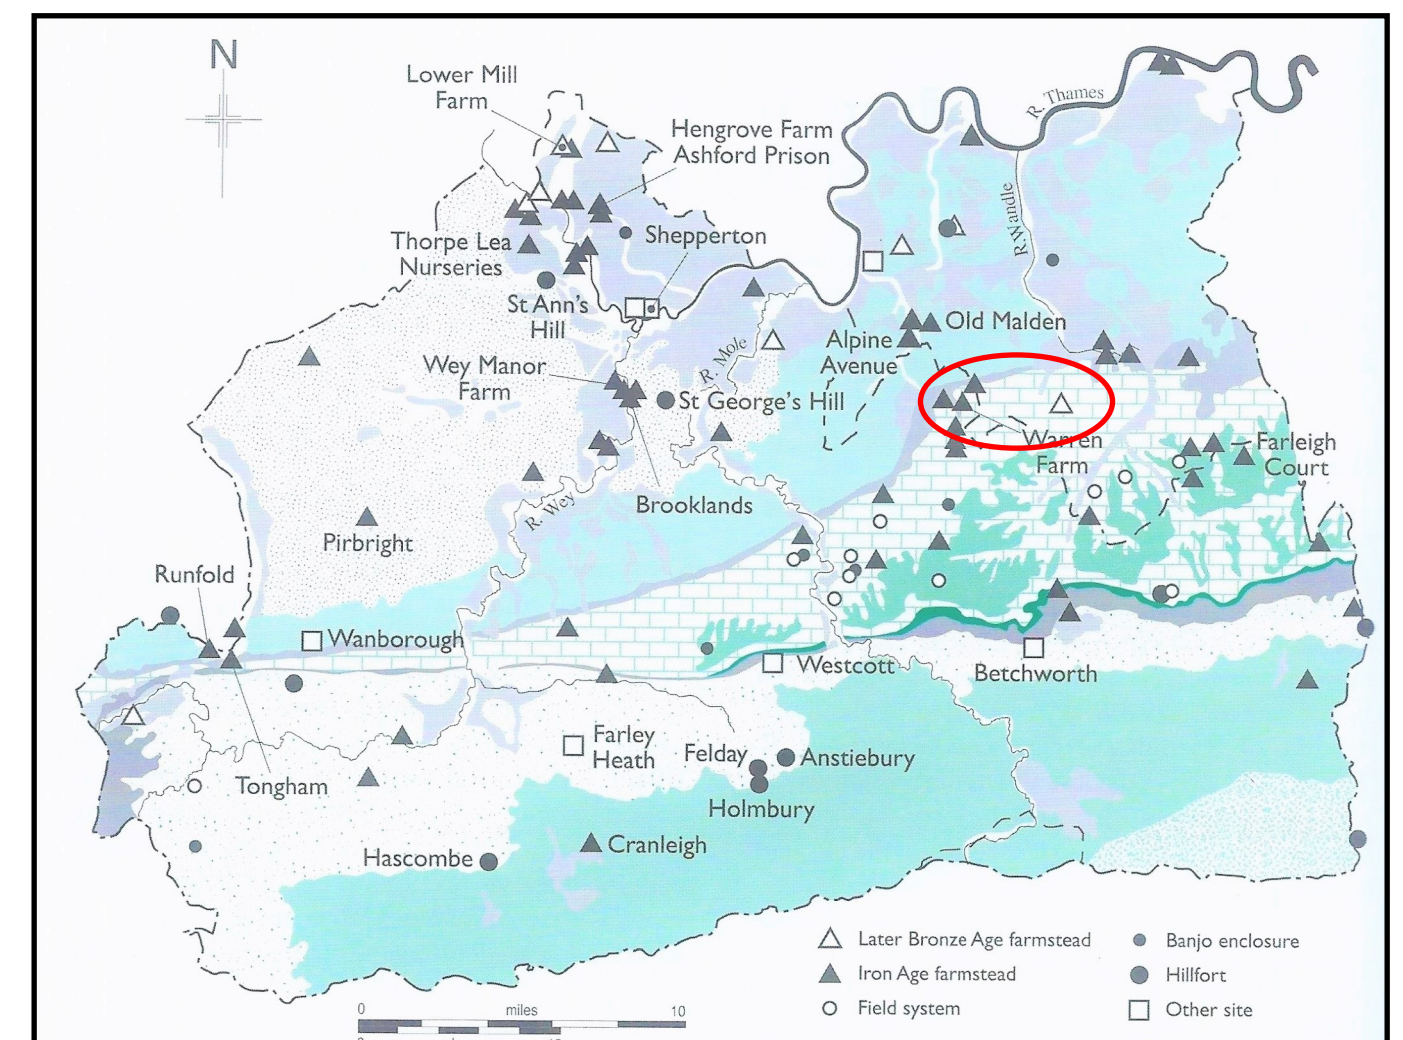 N
Lower Mill
Farm
Hengrove Farm
Ashford Prison
R. Thames
R. Wandle
Thorpe Lea
Nurseries
Shepperton
St Ann's
Hill
Old Malden
Alpine
Avenue
Wey Manor
Farm
R. Mole
St George's Hill
Warren
Farm
Farleigh
Court
Brooklands
R. Wey
Pirbright
Runfold
Wanborough
Westcott
Betchworth
Farley
Heath
Felday
Anstiebury
Tongham
Holmbury
Hascombe
Cranleigh
Later Bronze Age farmstead
Iron Age farmstead
Field system
Banjo enclosure
Hillfort
Other site
0 miles 10